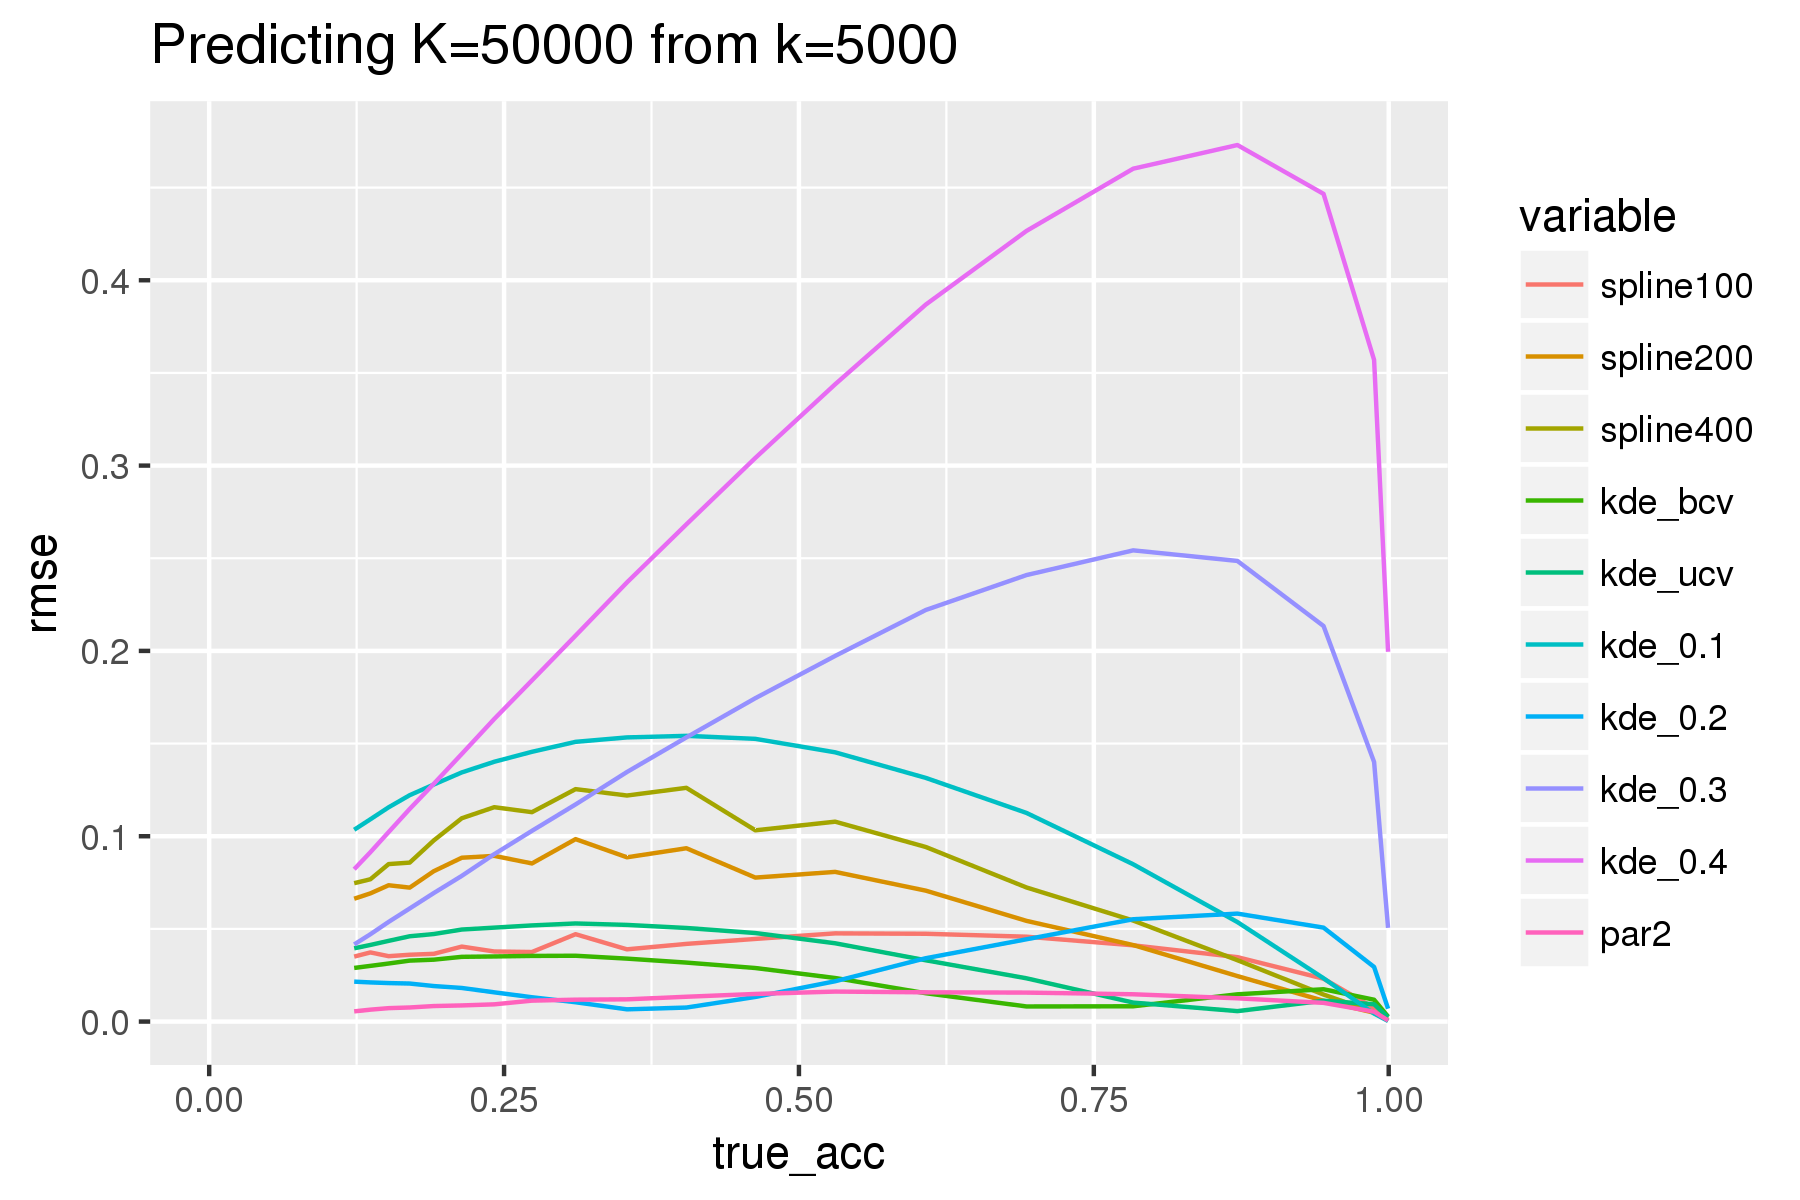 Predicting K=50000 from k=5000
rmse
0.4
0.3
0.2
0.1
0.0
0.00 0.25 0.50 0.75 1.00
true_acc
variable
spline100
spline200
spline400
kde_bcv
kde_ucv
kde_0.1
kde_0.2
kde_0.3
kde_0.4
par2